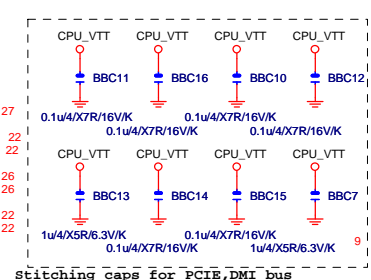 CPU_VTT CPU_VTT CPU_VTT CPU_VTT
BBC11 BBC16 BBC10 BBC12
27
0.1u/4/X7R/16V/K 0.1u/4/X7R/16V/K
0.1u/4/X7R/16V/K 0.1u/4/X7R/16V/K
22
22
CPU_VTT CPU_VTT CPU_VTT CPU_VTT
26
26
BBC13 BBC14 BBC15 BBC7
22
22
1u/4/X5R/6.3V/K 0.1u/4/X7R/16V/K
9
0.1u/4/X7R/16V/K 1u/4/X5R/6.3V/K
Stitching caps for PCIE,DMI bus